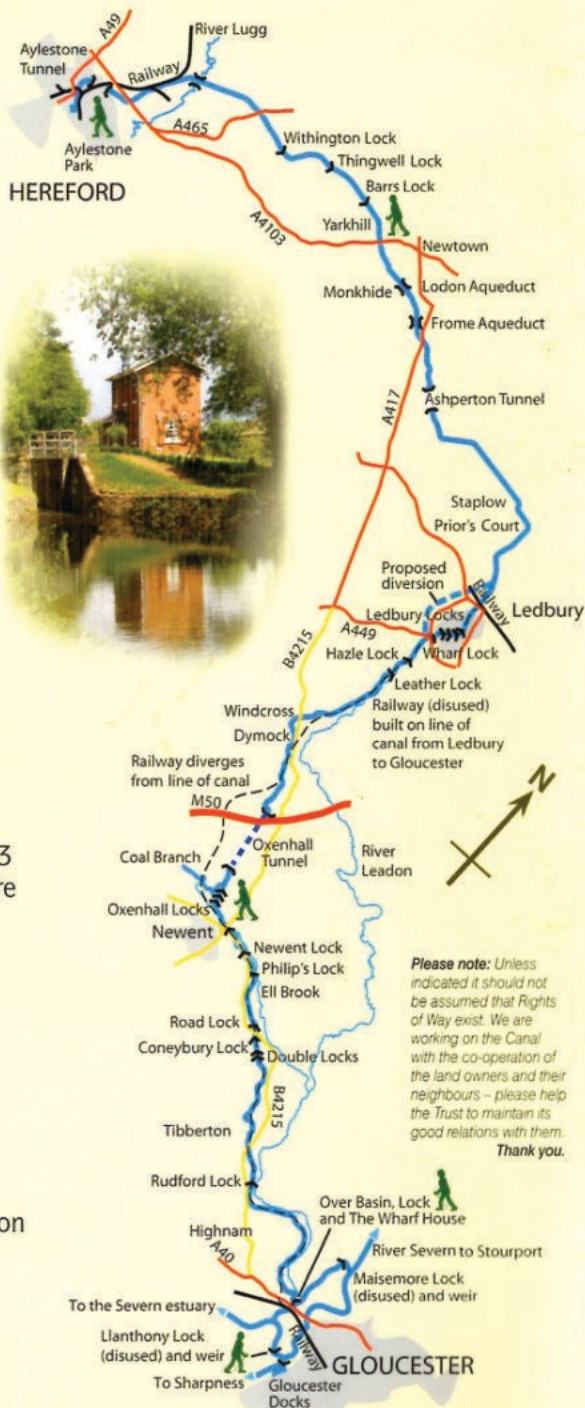 A49
River Lugg
Aylestone
Tunnel
Railway
A465
Aylestone
Park
HEREFORD
Withington Lock
Thingwell Lock
Barrs Lock
A4103
Yarkhill
Newtown
Monkhide
Lodon Aqueduct
Frome Aqueduct
A417
Ashperton Tunnel
Staplow
Prior's Court
Proposed
diversion
Railway
Ledbury Locks
Ledbury
A449
B4215
Hazle Lock
Wharf Lock
Leather Lock
Windcross
Railway (disused)
built on line of
canal from Ledbury
to Gloucester
Dymock
Railway diverges
from line of canal
M50
N
3
re
Coal Branch
Oxenhall
Tunnel
River
Leadon
Oxenhall Locks
Newent
Newent Lock
Philip's Lock
Ell Brook
Please note: Unless
indicated it should not
be assumed that Rights
of Way exist. We are
working on the Canal
with the co-operation of
the land owners and their
neighbours – please help
the Trust to maintain its
good relations with them.
Thank you.
Road Lock
Coneybury Lock
Double Locks
B4215
Tibberton
Rudford Lock
on
Highnam
A40
Over Basin, Lock
and The Wharf House
River Severn to Stourport
Maisemore Lock
(disused) and weir
To the Severn estuary
Llanthony Lock
(disused) and weir
Railway
GLOUCESTER
To Sharpness
Gloucester
Docks